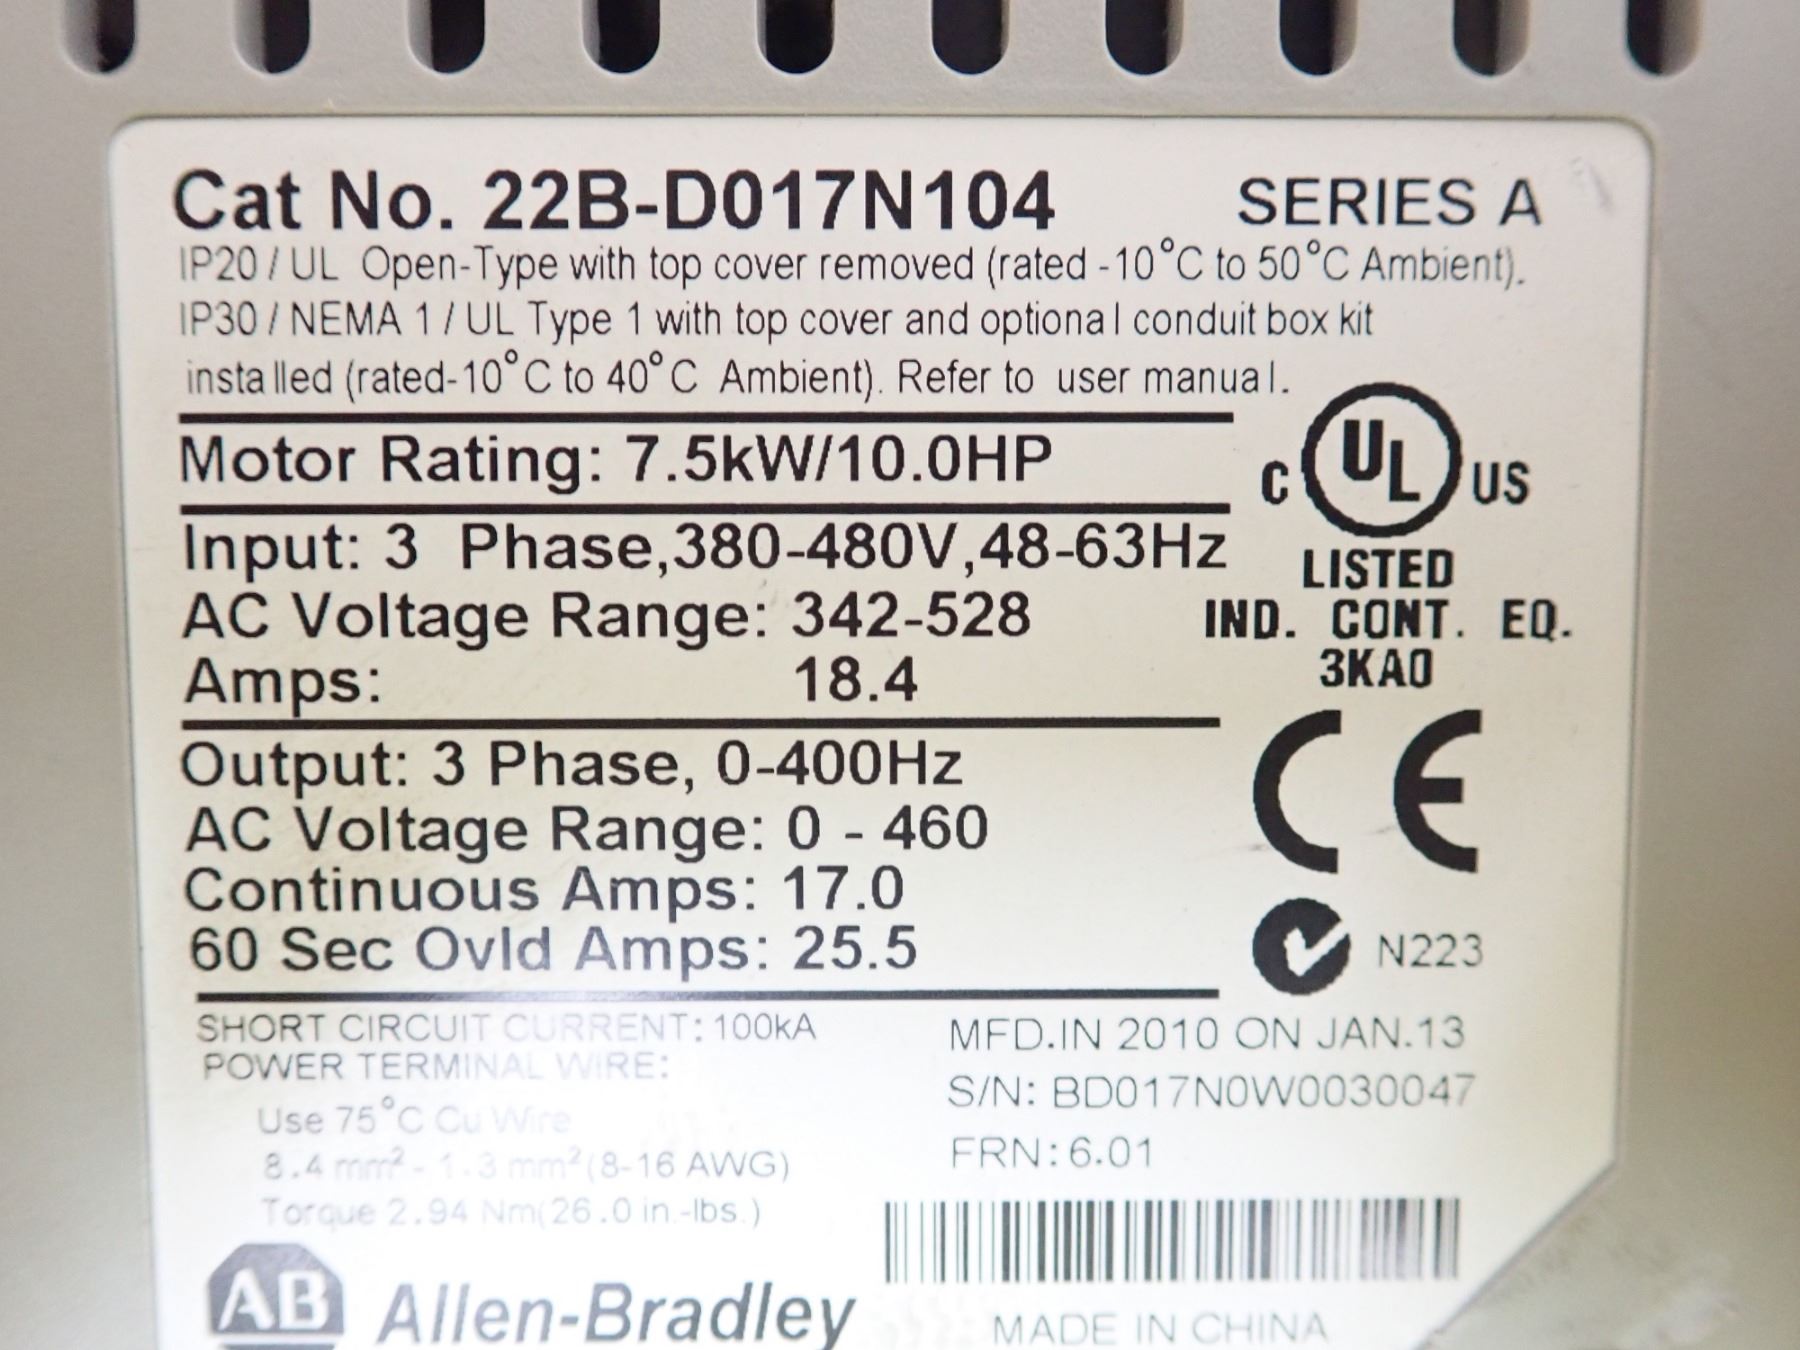 Cat No. 22B-D017N104 SERIES A
IP20 / UL Open-Type with top cover removed (rated -10°C to 50°C Ambient).
IP30 / NEMA 1 / UL Type 1 with top cover and optional conduit box kit
installed (rated-10°C to 40°C Ambient). Refer to user manual.
Motor Rating: 7.5kW/10.0HP
C UL US
Input: 3 Phase,380-480V,48-63Hz
LISTED
AC Voltage Range: 342-528
IND. CONT. EQ.
Amps: 18.4
3KA0
Output: 3 Phase, 0-400Hz
CE
AC Voltage Range: 0 - 460
Continuous Amps: 17.0
60 Sec Ovld Amps: 25.5
N223
SHORT CIRCUIT CURRENT: 100kA
POWER TERMINAL WIRE:
Use 75°C Cu Wire
8.4 mm² - 1.3 mm² (8-16 AWG)
Torque 2.94 Nm(26.0 in.-lbs.)
MFD.IN 2010 ON JAN.13
S/N: BD017N0W0030047
FRN: 6.01
AB Allen-Bradley
MADE IN CHINA